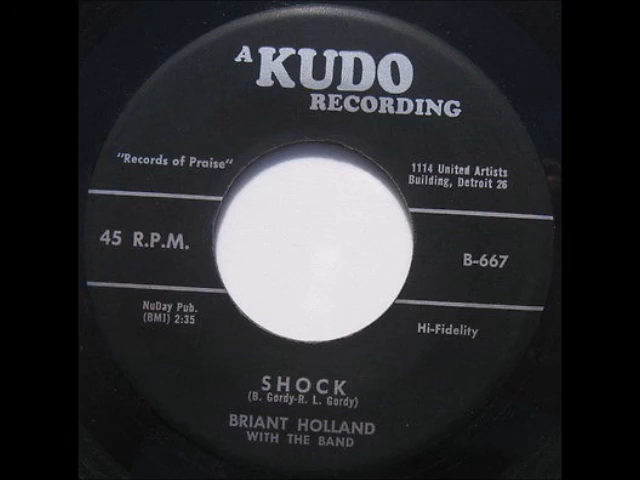 A KUDO
RECORDING
"Records of Praise"
1114 United Artists
Building, Detroit 26
45 R.P.M.
B-667
NuDay Pub.
(BMI) 2:35
Hi-Fidelity
SHOCK
(B. Gordy-R. L. Gordy)
BRIANT HOLLAND
WITH THE BAND